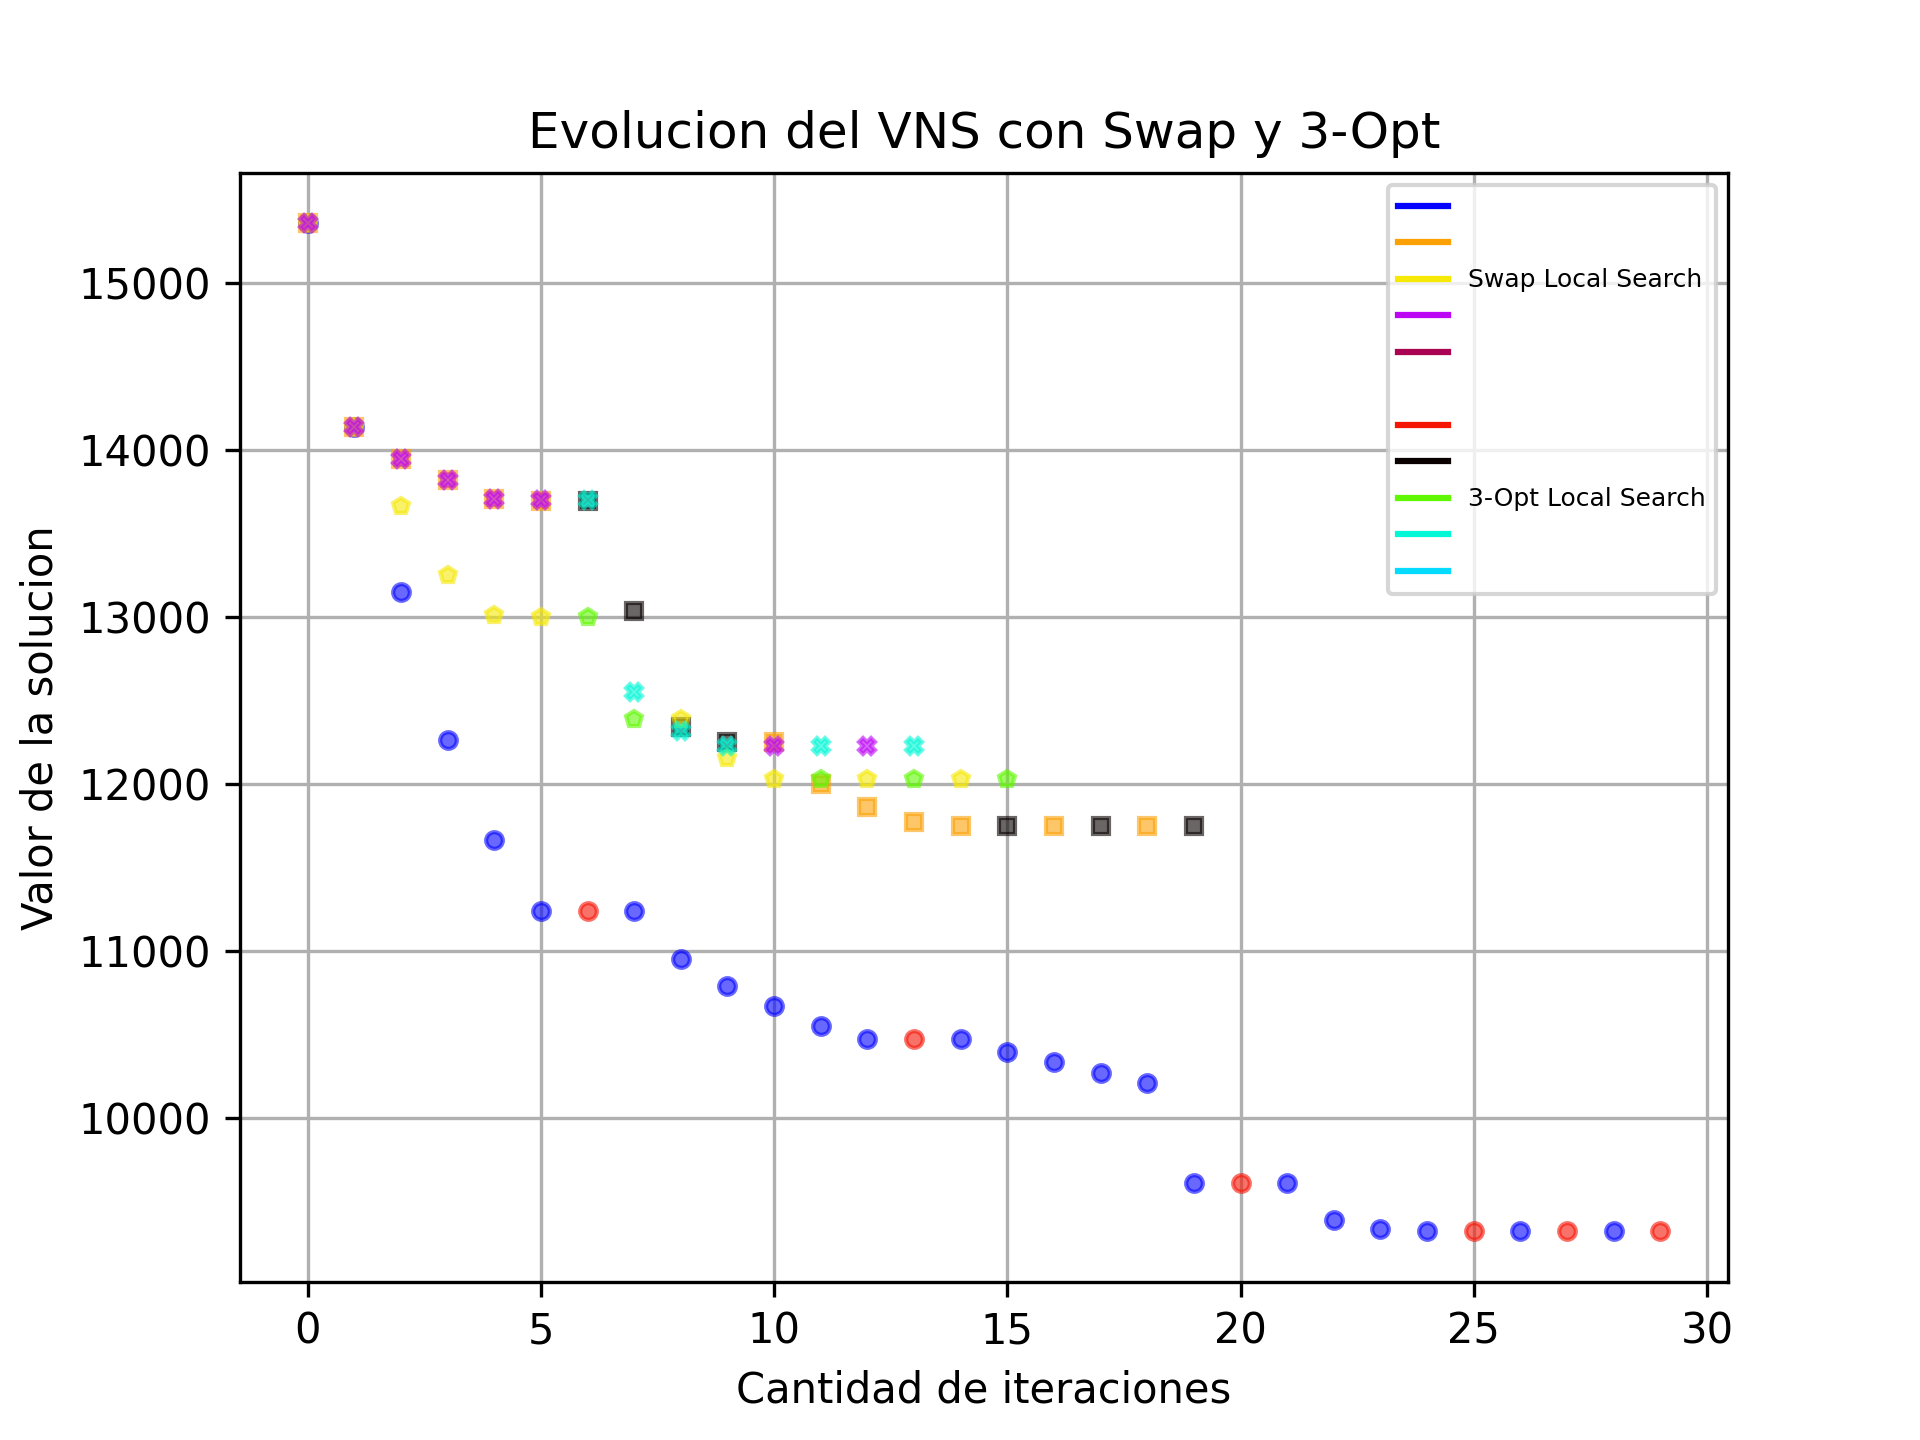 Evolucion del VNS con Swap y 3-Opt
Valor de la solucion
15000
14000
13000
12000
11000
10000
Swap Local Search
3-Opt Local Search
0 5 10 15 20 25 30
Cantidad de iteraciones